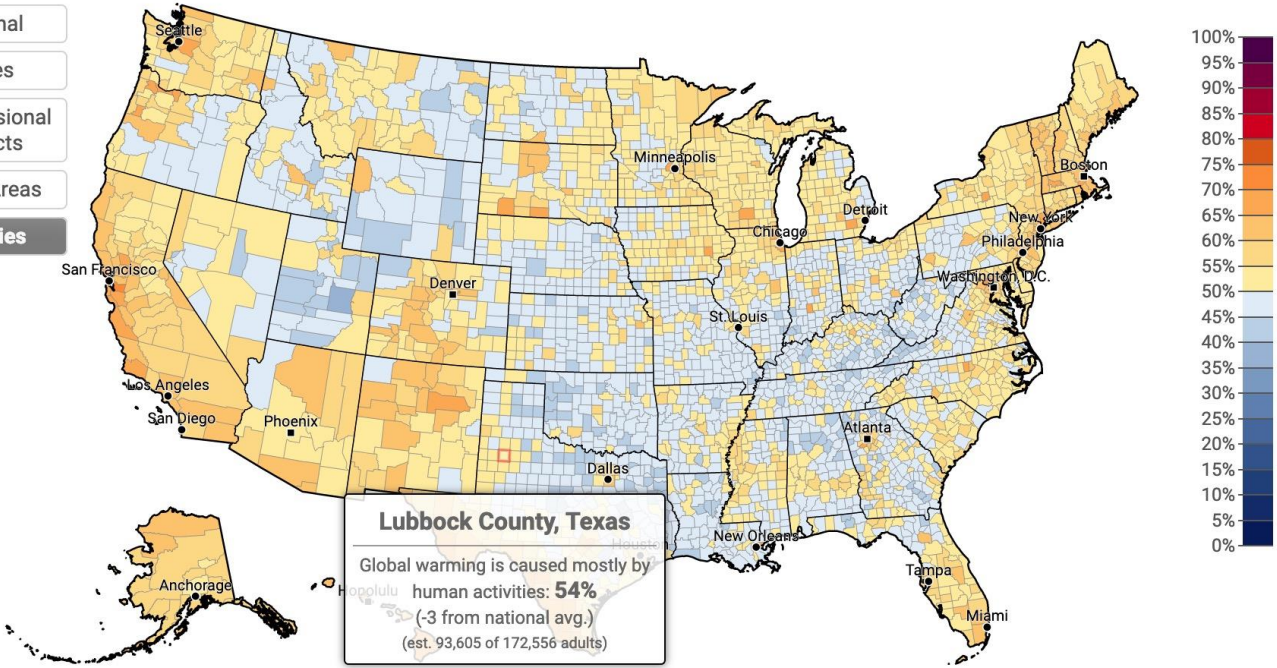 nal
es
sional
cts
Areas
ies
Seattle
Minneapolis
Boston
Detroit
New York
Chicago
Philadelphia
San Francisco
Denver
Washington, D.C.
St. Louis
Los Angeles
San Diego
Phoenix
Atlanta
Dallas
New Orleans
Houston
Tampa
Anchorage
Honolulu
Miami
Lubbock County, Texas
Global warming is caused mostly by
human activities: 54%
(-3 from national avg.)
(est. 93,605 of 172,556 adults)
100%
95%
90%
85%
80%
75%
70%
65%
60%
55%
50%
45%
40%
35%
30%
25%
20%
15%
10%
5%
0%